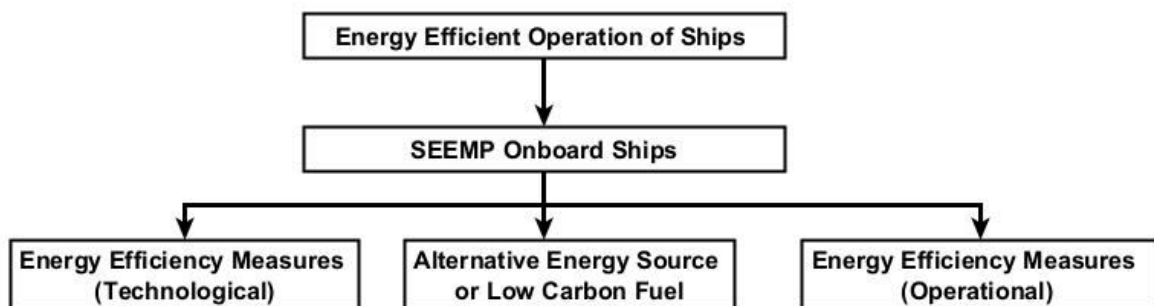 Energy Efficient Operation of Ships
SEEMP Onboard Ships
Energy Efficiency Measures
(Technological)
Alternative Energy Source
or Low Carbon Fuel
Energy Efficiency Measures
(Operational)